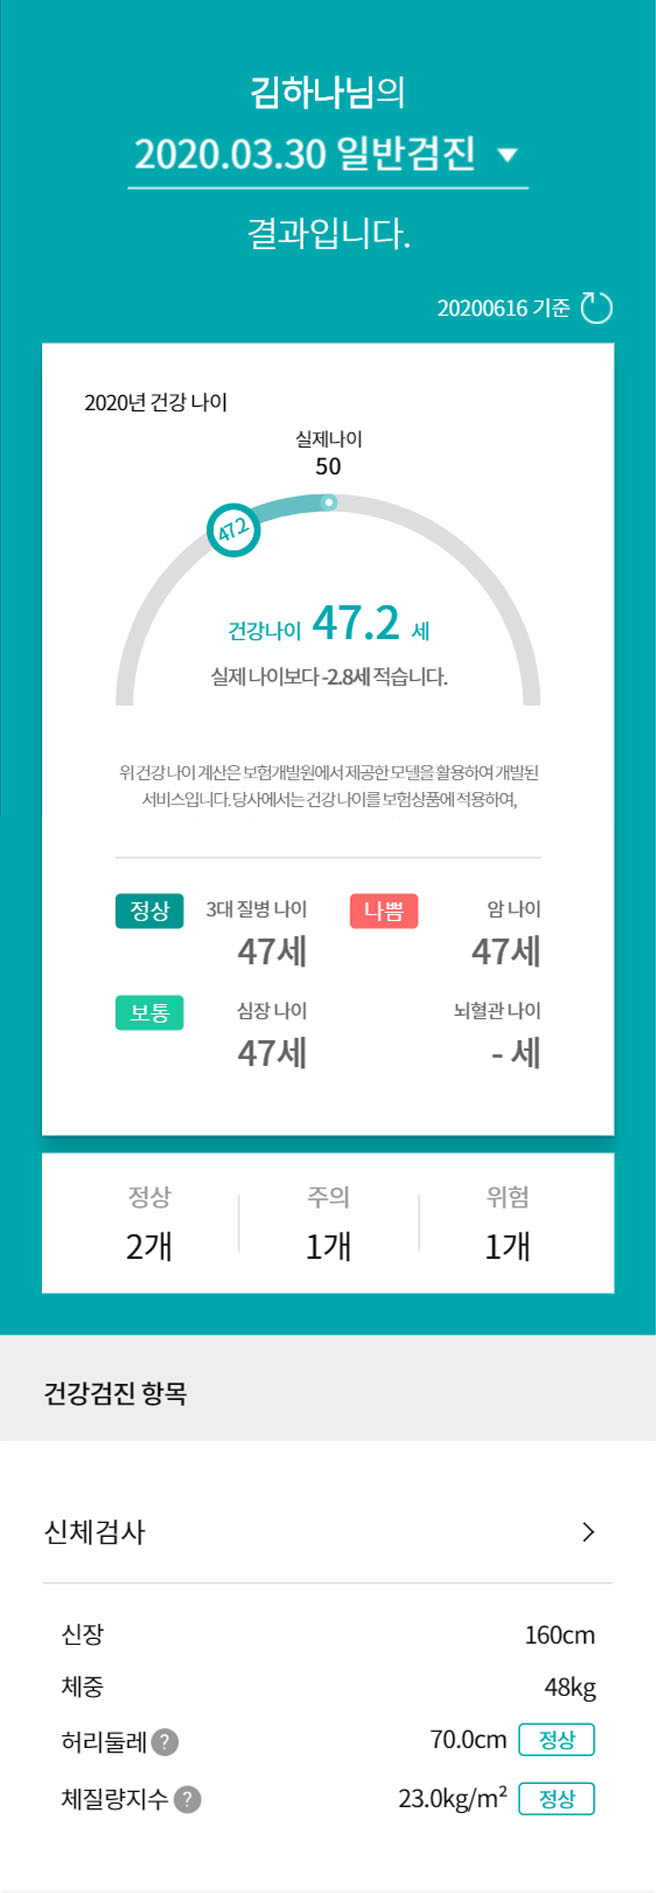 김하나님의
2020.03.30 일반검진
결과입니다.
20200616 기준
2020년 건강 나이
실제나이
50
47.2
건강나이 47.2 세
실제 나이보다 -2.8세 적습니다.
위 건강 나이 계산은 보험개발원에서 제공한 모델을 활용하여 개발된
서비스입니다. 당사에서는 건강 나이를 보험상품에 적용하여,
정상 3대 질병 나이 나쁨 암 나이
47세 47세
보통 심장 나이 뇌혈관 나이
47세 - 세
정상 주의 위험
2개 1개 1개
건강검진 항목
신체검사
신장 160cm
체중 48kg
허리둘레 ? 70.0cm 정상
체질량지수 ? 23.0kg/m² 정상